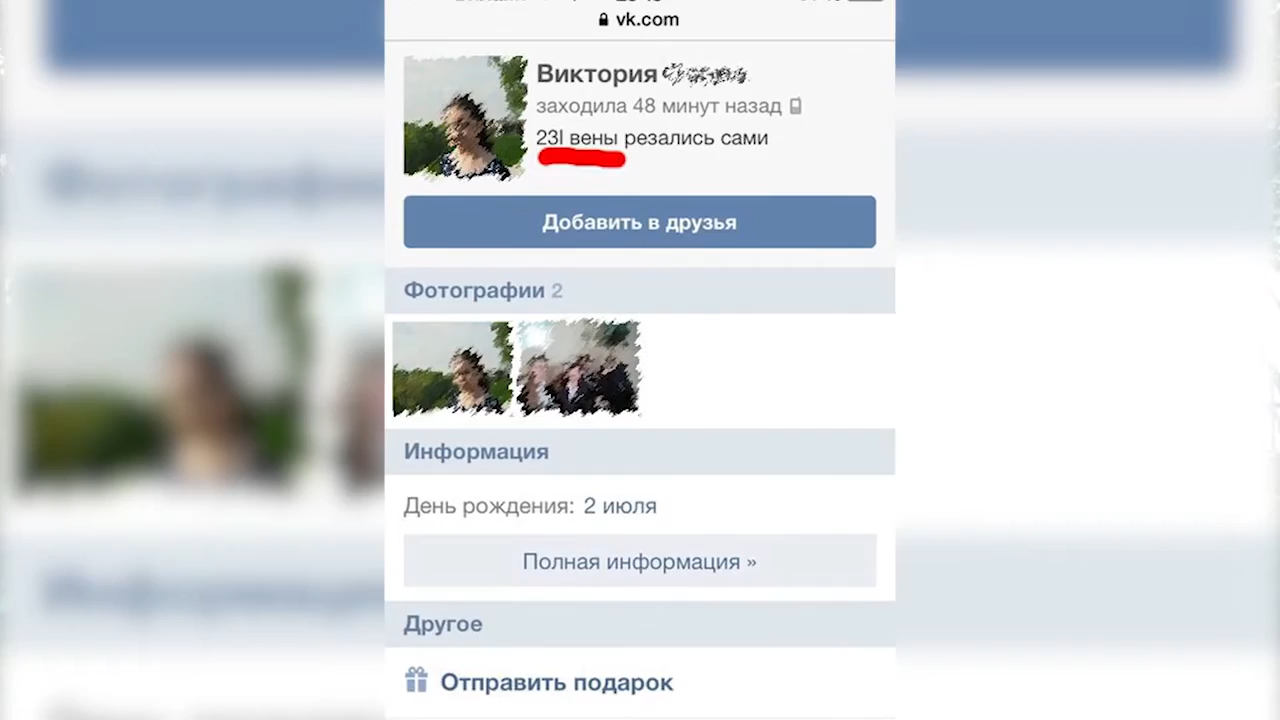 vk.com
Виктория
заходила 48 минут назад
23I вены резались сами
Добавить в друзья
Фотографии 2
Информация
День рождения: 2 июля
Полная информация »
Другое
Отправить подарок